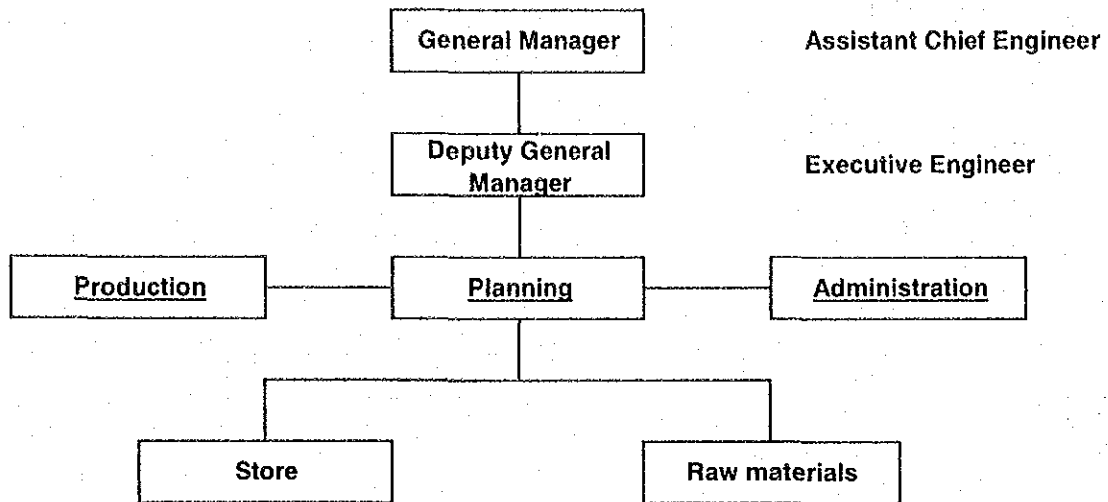 General Manager
Assistant Chief Engineer
Deputy General
Manager
Executive Engineer
Production
Planning
Administration
Store
Raw materials